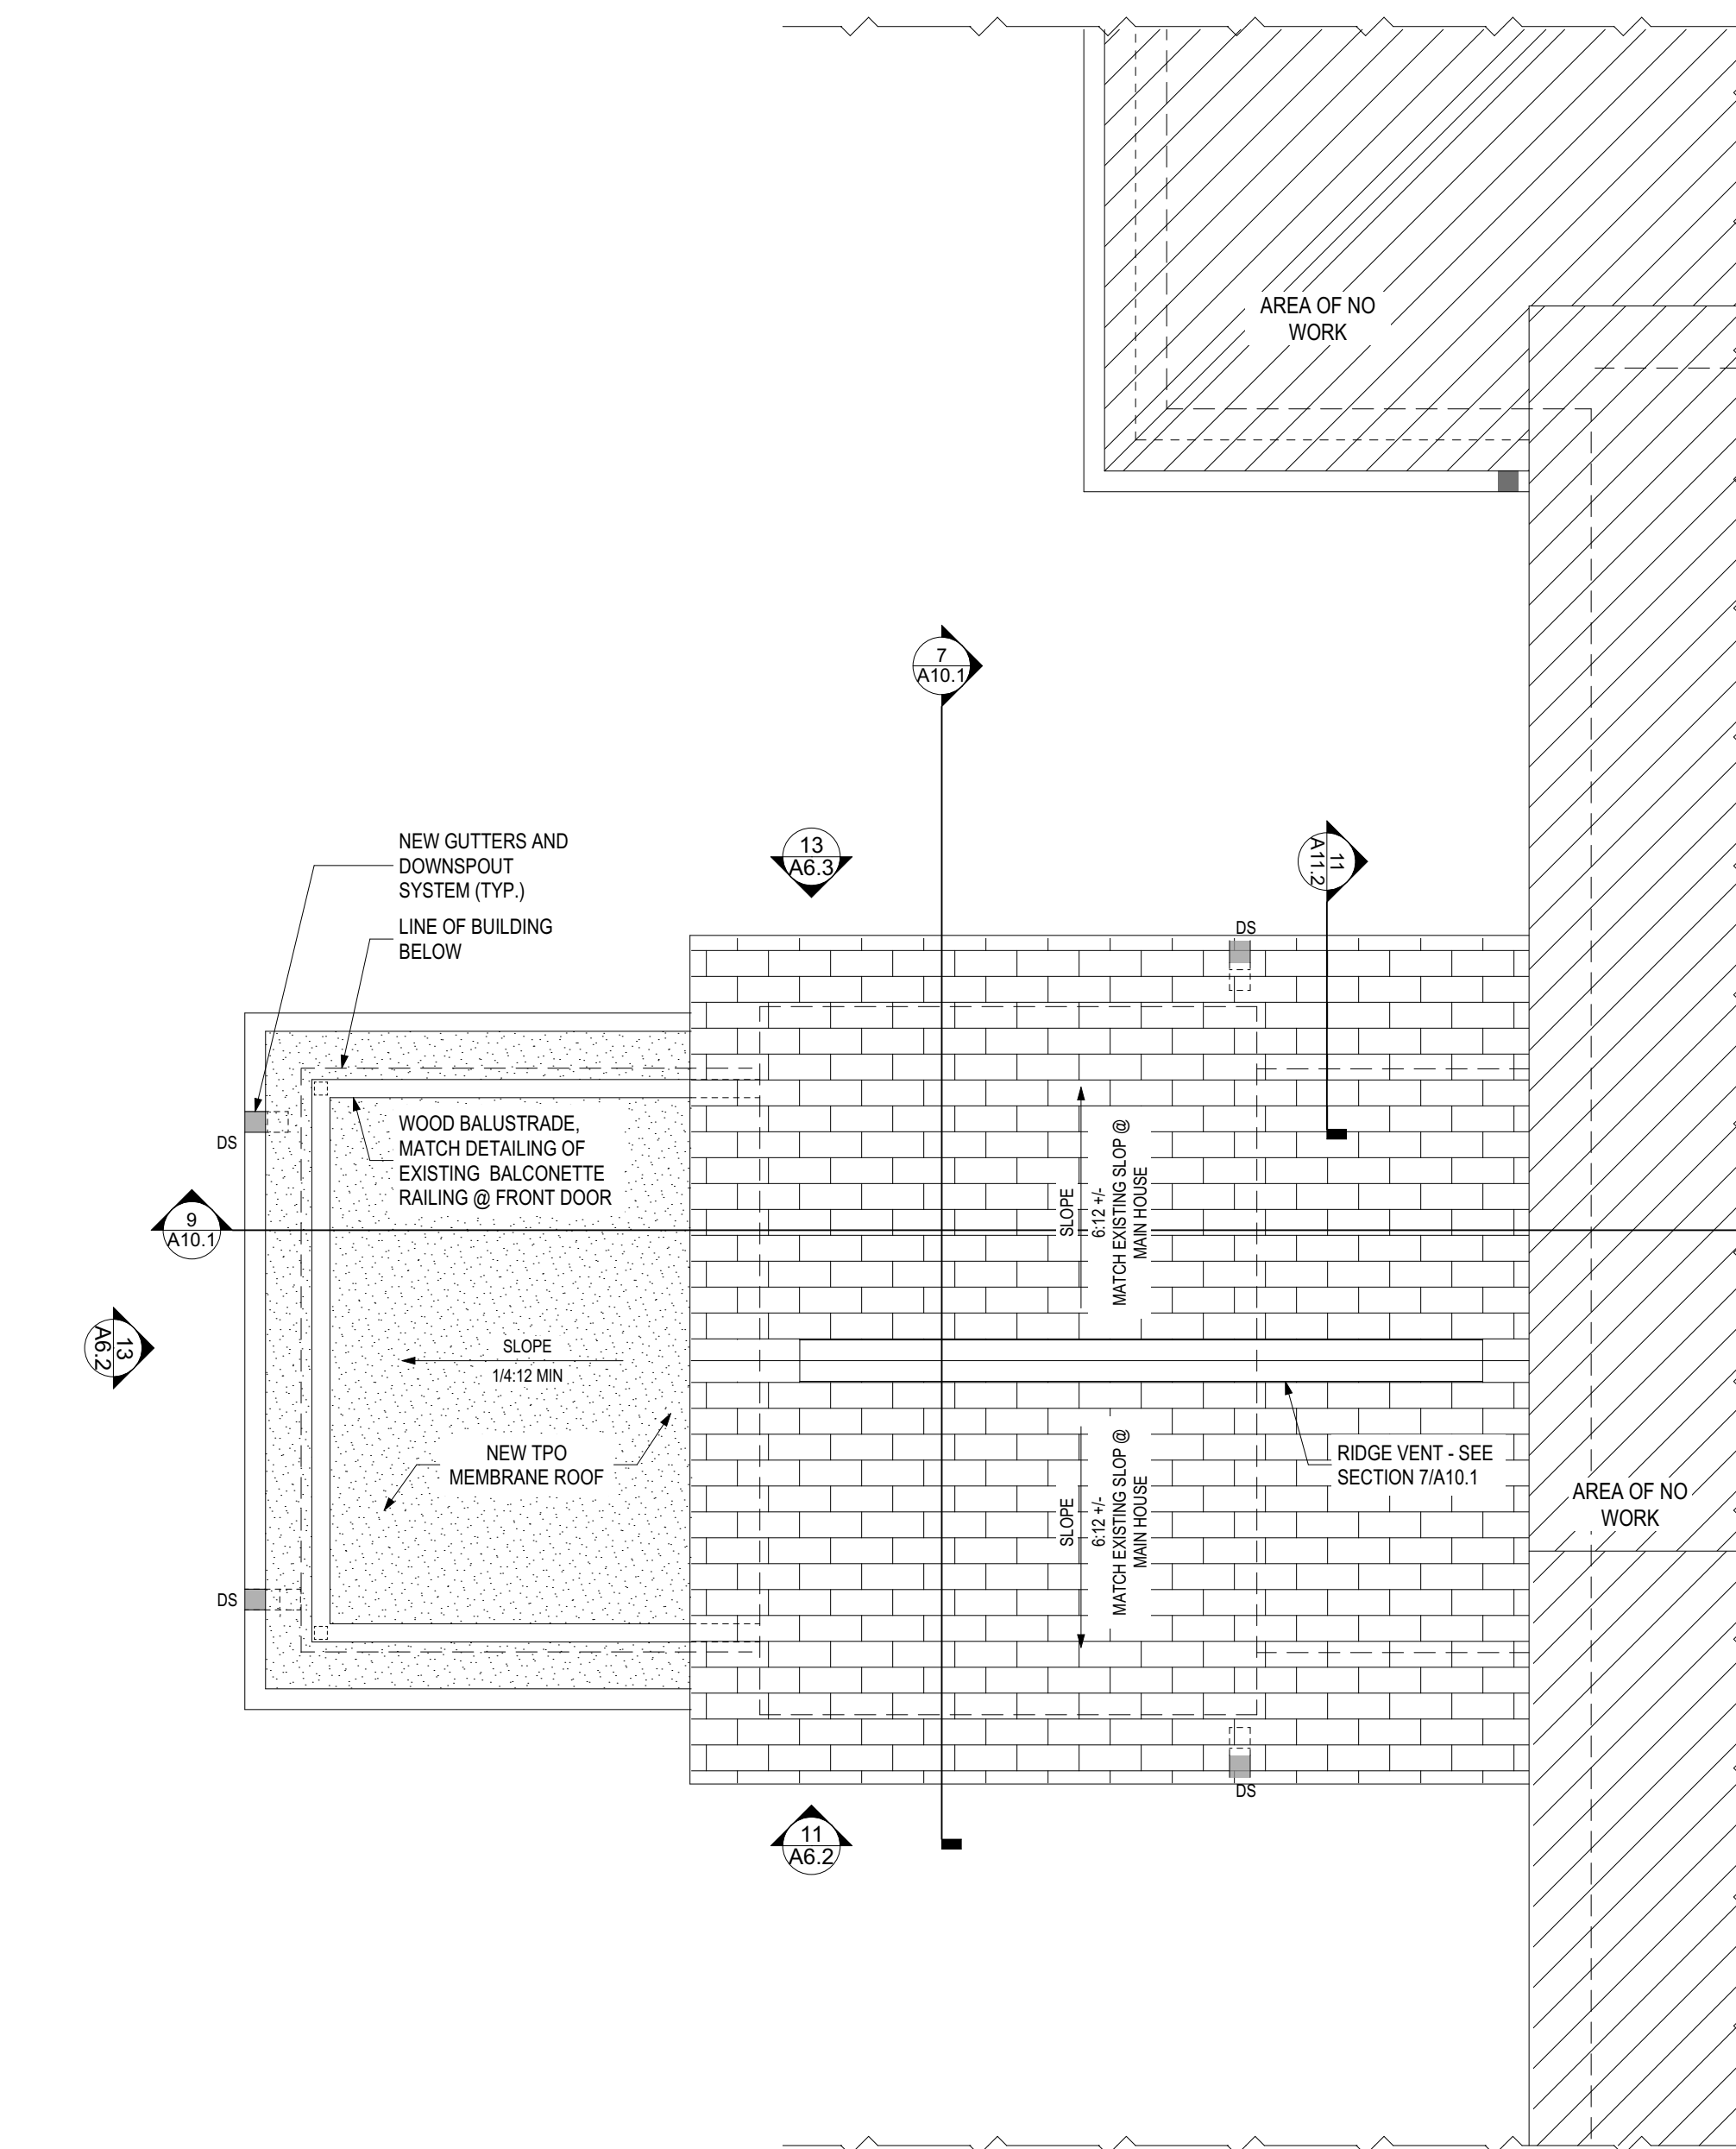 AREA OF NO
WORK
7
A10.1
NEW GUTTERS AND
DOWNSPOUT
SYSTEM (TYP.)
13
A6.3
11
A11.2
LINE OF BUILDING
BELOW
DS
WOOD BALUSTRADE,
MATCH DETAILING OF
EXISTING BALCONETTE
RAILING @ FRONT DOOR
DS
9
A10.1
SLOPE
6:12 +/-
MATCH EXISTING SLOP @
MAIN HOUSE
13
A6.2
SLOPE
1/4:12 MIN
NEW TPO
MEMBRANE ROOF
SLOPE
6:12 +/-
MATCH EXISTING SLOP @
MAIN HOUSE
RIDGE VENT - SEE
SECTION 7/A10.1
AREA OF NO
WORK
DS
DS
11
A6.2